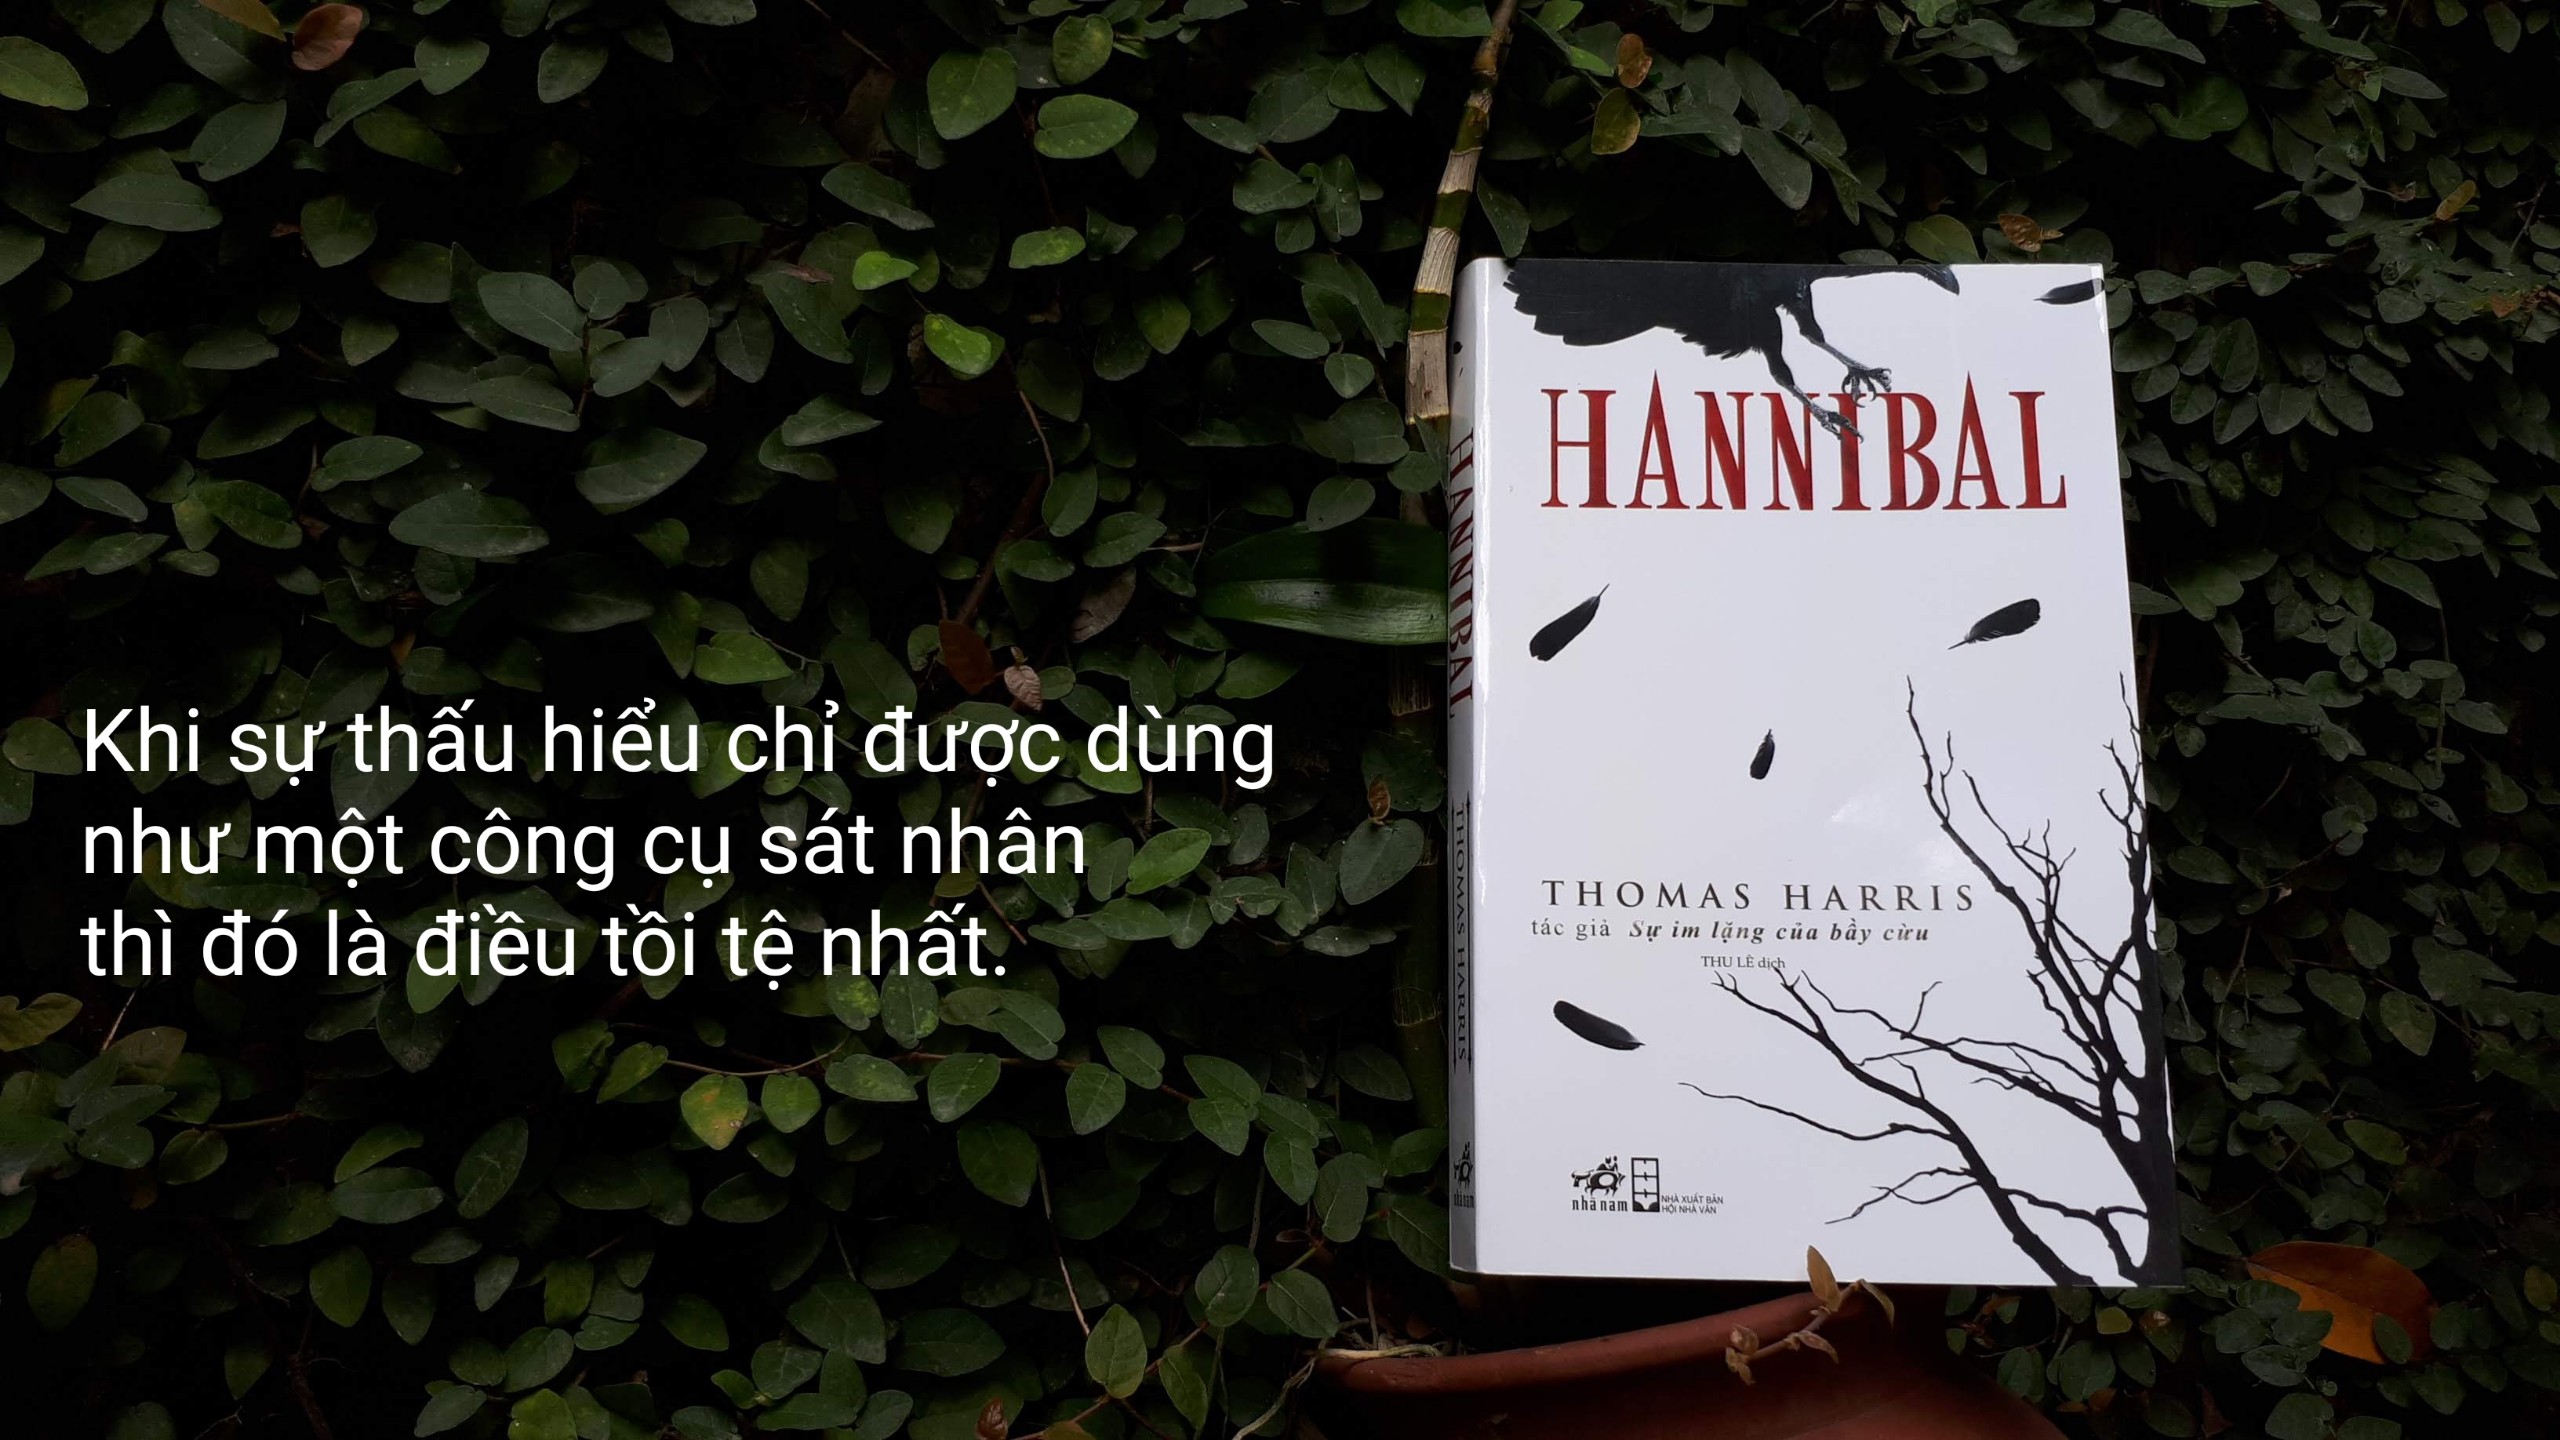 Khi sự thấu hiểu chỉ được dùng
như một công cụ sát nhân
thì đó là điều tồi tệ nhất.
HANNIBAL
THOMAS HARRIS
tác giả Sự im lặng của bầy cừu
THU LÊ dịch
nhã nam
NHÀ XUẤT BẢN
HỘI NHÀ VĂN
HANNIBAL
THOMAS HARRIS
nhã nam